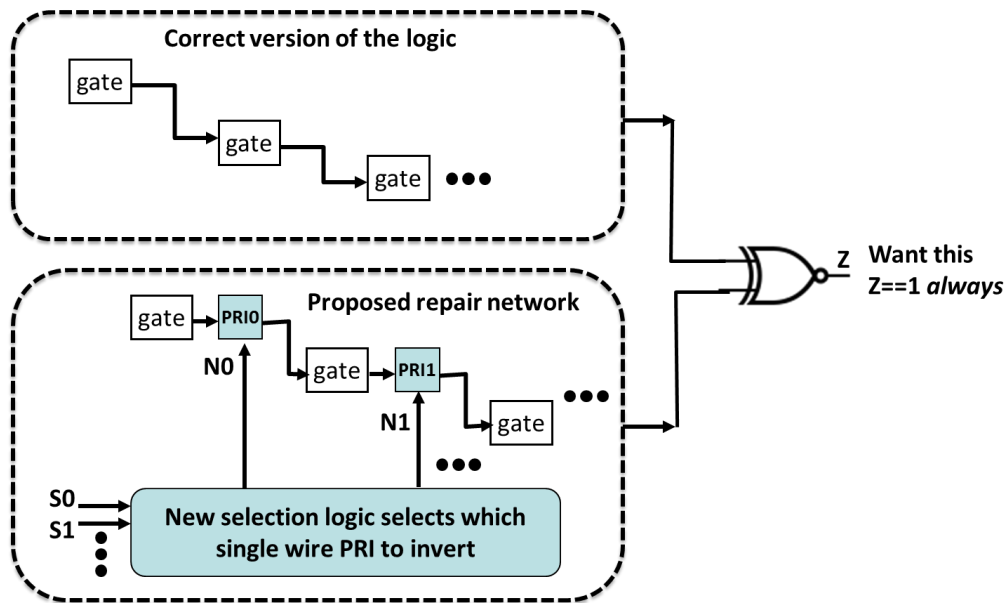 Correct version of the logic
gate
gate
gate
Z
Want this
Z==1 always
Proposed repair network
gate
PRI0
N0
gate
PRI1
N1
gate
S0
S1
New selection logic selects which
single wire PRI to invert